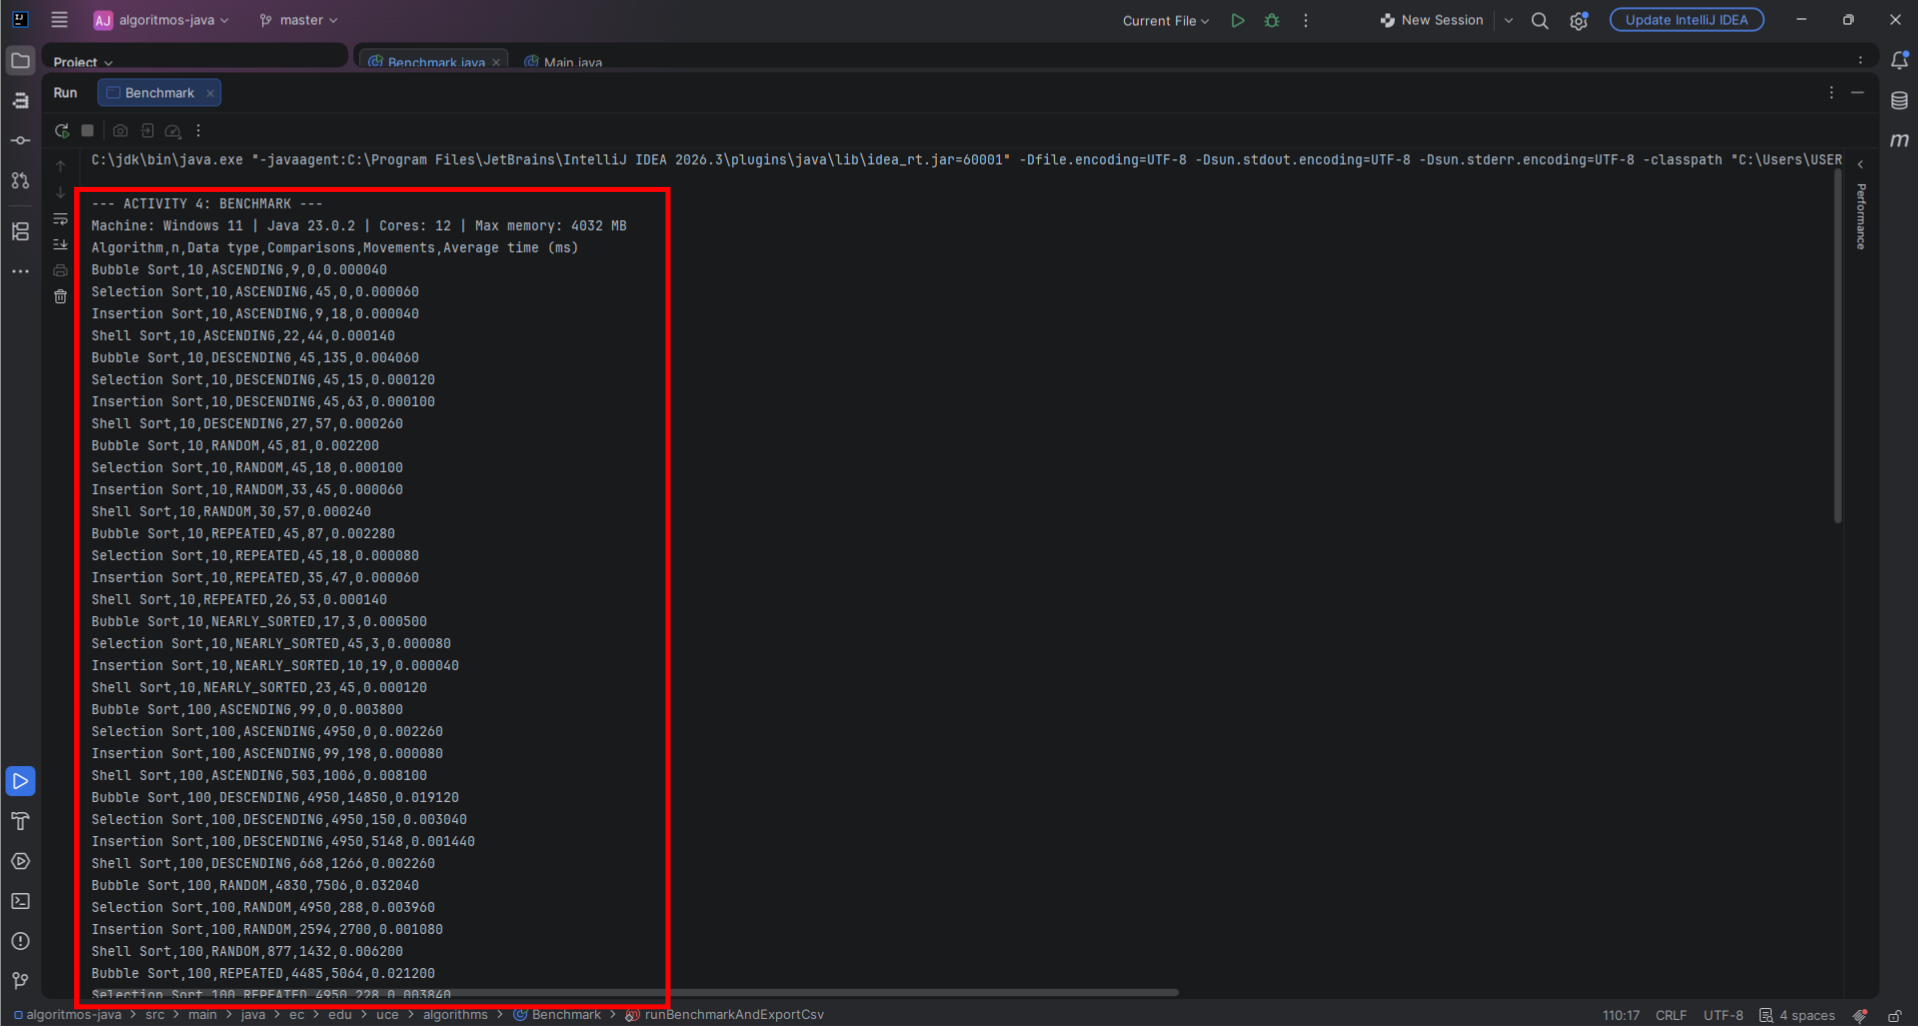 AJ algoritmos-java master Current File New Session Update IntelliJ IDEA
Project Benchmark.java Main.java
Run Benchmark
C:\jdk\bin\java.exe "-javaagent:C:\Program Files\JetBrains\IntelliJ IDEA 2026.3\plugins\java\lib\idea_rt.jar=60001" -Dfile.encoding=UTF-8 -Dsun.stdout.encoding=UTF-8 -Dsun.stderr.encoding=UTF-8 -classpath "C:\Users\USER
Performance
--- ACTIVITY 4: BENCHMARK ---
Machine: Windows 11 | Java 23.0.2 | Cores: 12 | Max memory: 4032 MB
Algorithm,n,Data type,Comparisons,Movements,Average time (ms)
Bubble Sort,10,ASCENDING,9,0,0.000040
Selection Sort,10,ASCENDING,45,0,0.000060
Insertion Sort,10,ASCENDING,9,18,0.000040
Shell Sort,10,ASCENDING,22,44,0.000140
Bubble Sort,10,DESCENDING,45,135,0.004060
Selection Sort,10,DESCENDING,45,15,0.000120
Insertion Sort,10,DESCENDING,45,63,0.000100
Shell Sort,10,DESCENDING,27,57,0.000260
Bubble Sort,10,RANDOM,45,81,0.002200
Selection Sort,10,RANDOM,45,18,0.000100
Insertion Sort,10,RANDOM,33,45,0.000060
Shell Sort,10,RANDOM,30,57,0.000240
Bubble Sort,10,REPEATED,45,87,0.002280
Selection Sort,10,REPEATED,45,18,0.000080
Insertion Sort,10,REPEATED,35,47,0.000060
Shell Sort,10,REPEATED,26,53,0.000140
Bubble Sort,10,NEARLY_SORTED,17,3,0.000500
Selection Sort,10,NEARLY_SORTED,45,3,0.000080
Insertion Sort,10,NEARLY_SORTED,10,19,0.000040
Shell Sort,10,NEARLY_SORTED,23,45,0.000120
Bubble Sort,100,ASCENDING,99,0,0.003800
Selection Sort,100,ASCENDING,4950,0,0.002260
Insertion Sort,100,ASCENDING,99,198,0.000080
Shell Sort,100,ASCENDING,503,1006,0.008100
Bubble Sort,100,DESCENDING,4950,14850,0.019120
Selection Sort,100,DESCENDING,4950,150,0.003040
Insertion Sort,100,DESCENDING,4950,5148,0.001440
Shell Sort,100,DESCENDING,668,1266,0.002260
Bubble Sort,100,RANDOM,4830,7506,0.032040
Selection Sort,100,RANDOM,4950,288,0.003960
Insertion Sort,100,RANDOM,2594,2700,0.001080
Shell Sort,100,RANDOM,877,1432,0.006200
Bubble Sort,100,REPEATED,4485,5064,0.021200
Selection Sort,100,REPEATED,4950,228,0.003840
algoritmos-java > src > main > java > ec > edu > uce > algorithms > Benchmark > runBenchmarkAndExportCsv 110:17 CRLF UTF-8 4 spaces